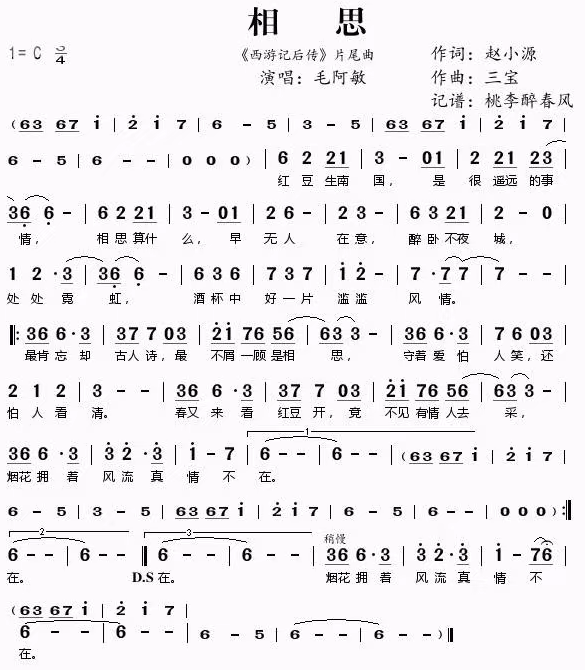 相 思
1=C 3/4
《西游记后传》片尾曲
演唱：毛阿敏
作词：赵小源
作曲：三宝
记谱：桃李醉春风
（63 67 i | 2 i 7 | 6 - 5 | 3 - 5 | 63 67 i | 2 i 7 |
6 - 5 | 6 - - | 0 0 0 ) | 6 2 21 | 3 - 01 | 2 21 23 |
红 豆 生南 国， 是 很 遥远 的事
36 6 - | 6 2 21 | 3 - 01 | 2 6 - | 2 3 - | 6 3 21 | 2 - 0 |
情， 相 思 算什 么， 早 无 人 在 意， 醉 卧 不夜 城，
1 2 · 3 | 36 6 - | 6 3 6 | 7 3 7 | i 2 - | 7 · 7 7 | 7 - - |
处 处 霓 虹， 酒 杯 中 好 一 片 滥 滥 风 情。
‖: 36 6 · 3 | 37 7 03 | 2i 76 56 | 63 3 - | 36 6 · 3 | 7 6 03 |
最肯 忘 却 古人 诗，最 不屑 一顾 是相 思， 守着 爱 怕 人 笑，还
2 1 2 | 3 - - | 36 6 · 3 | 37 7 03 | 2i 76 56 | 63 3 - |
怕 人 看 清。 春又 来 看 红豆 开，竟 不见 有情 人去 采，
36 6 · 3 | 3 2 · 3 | i - 7 | 1 6 - - | 6 - - | (63 67 i | 2 i 7 |
烟花 拥 着 风 流 真 情 不 在。
6 - 5 | 3 - 5 | 63 67 i | 2 i 7 | 6 - 5 | 6 - - | 0 0 0 ) :‖
2 6 - - | 6 - - ‖ 3 6 - - | 6 - - | 稍慢 36 6 · 3 | 3 2 · 3 | i - 76 |
在。 D.S 在。 烟花 拥 着 风 流 真 情 不
(63 67 i | 2 i 7 |
6 - - | 6 - - | 6 - 5 | 6 - - )‖
在。